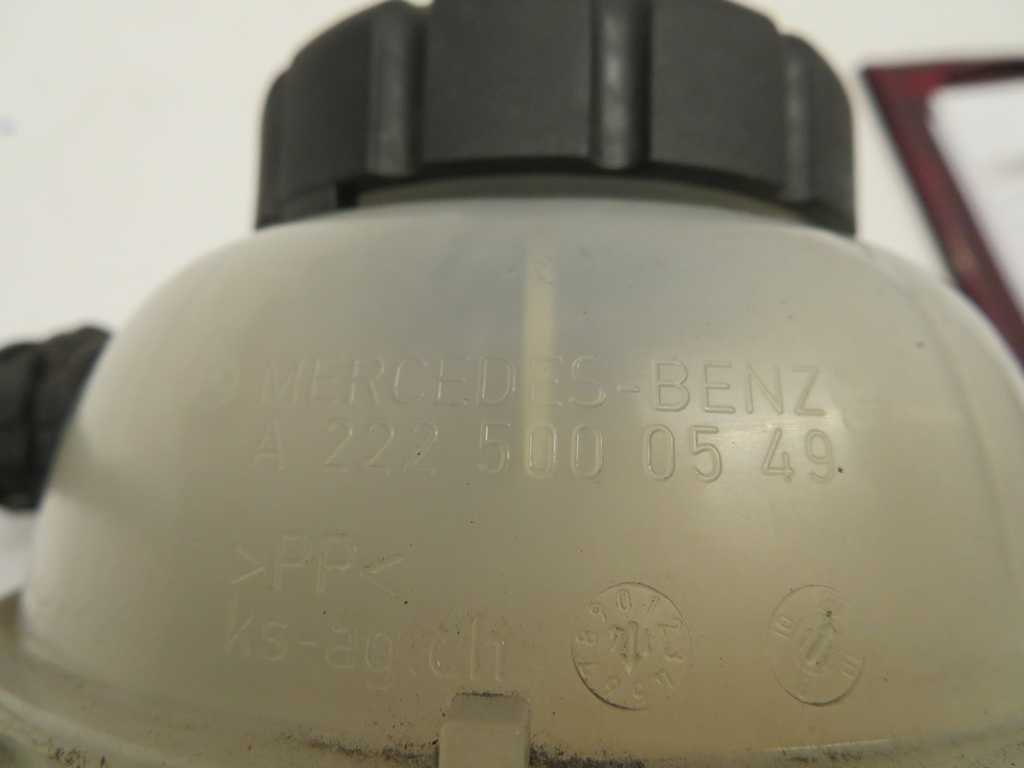 MERCEDES-BENZ
A 222 500 05 49
>PP<
ks-ag.ch